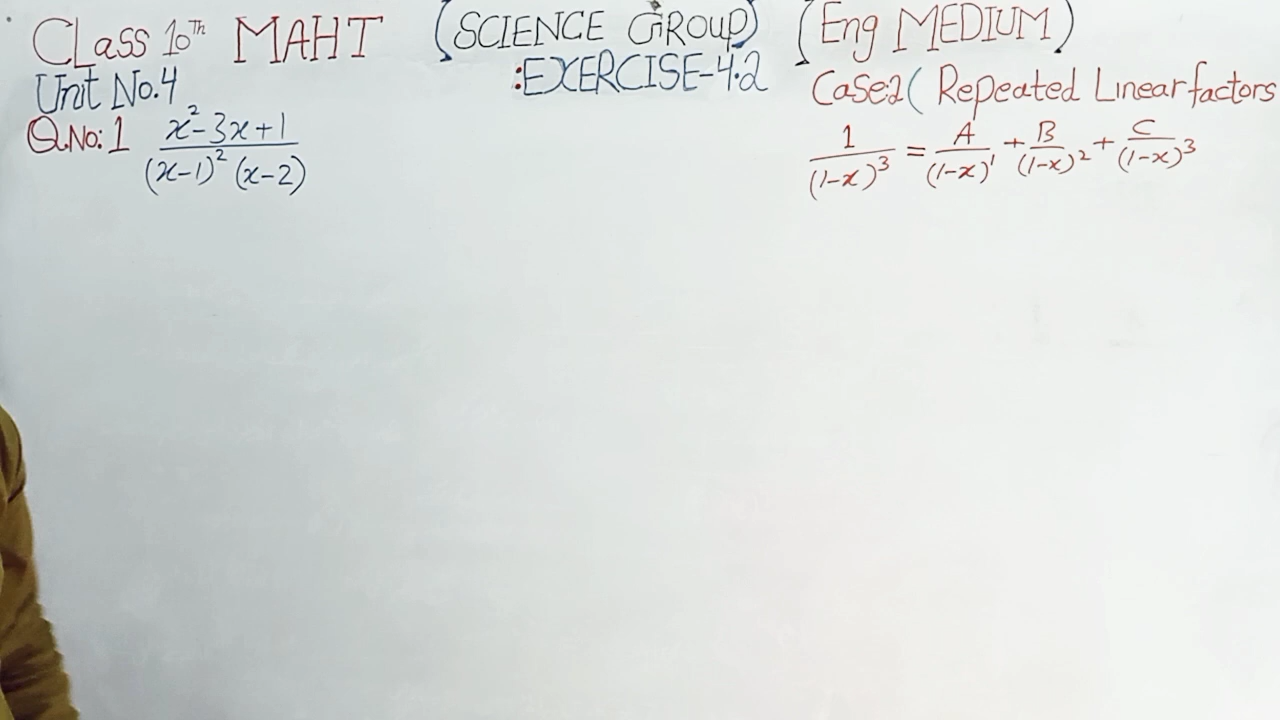 CLass 10th MAHT (SCIENCE GROUP) (Eng MEDIUM)
Unit No.4 :EXERCISE-4.2 Case:2( Repeated Linear factors
Q.No: 1 x²-3x+1 / (x-1)² (x-2)
1/(1-x)³ = A/(1-x)¹ + B/(1-x)² + C/(1-x)³